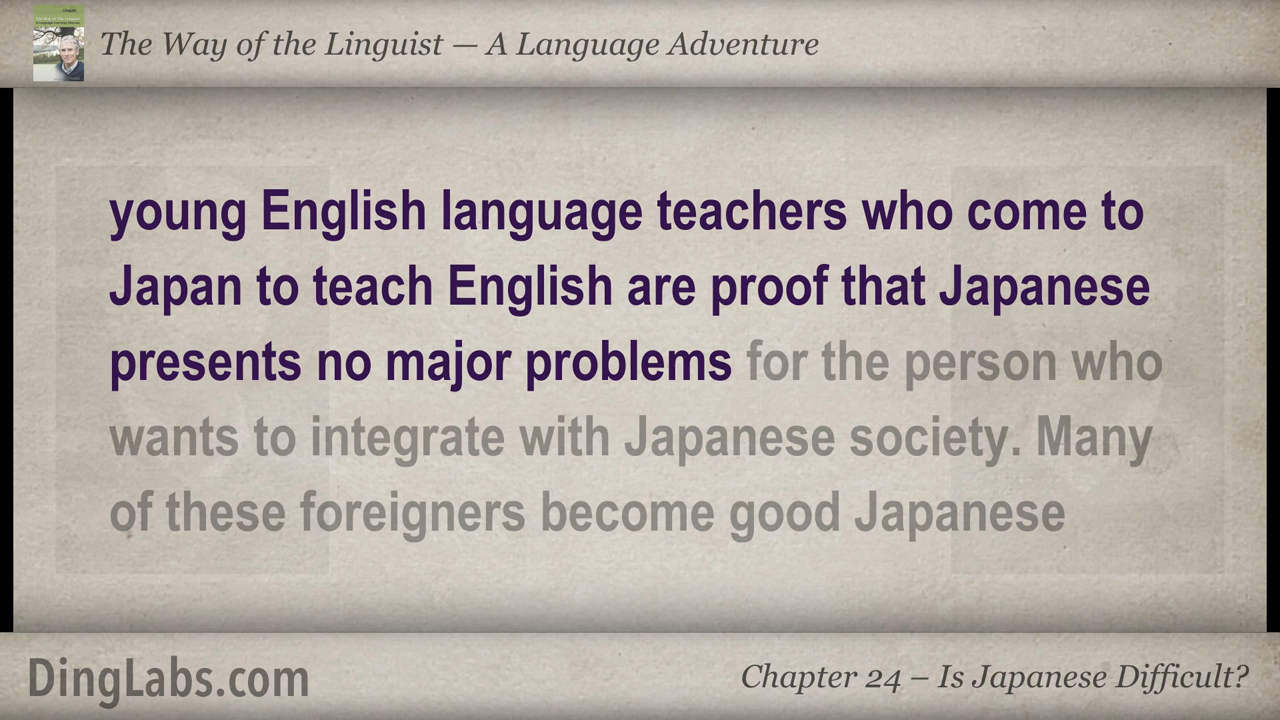 The Way of the Linguist — A Language Adventure
young English language teachers who come to
Japan to teach English are proof that Japanese
presents no major problems for the person who
wants to integrate with Japanese society. Many
of these foreigners become good Japanese
DingLabs.com
Chapter 24 – Is Japanese Difficult?